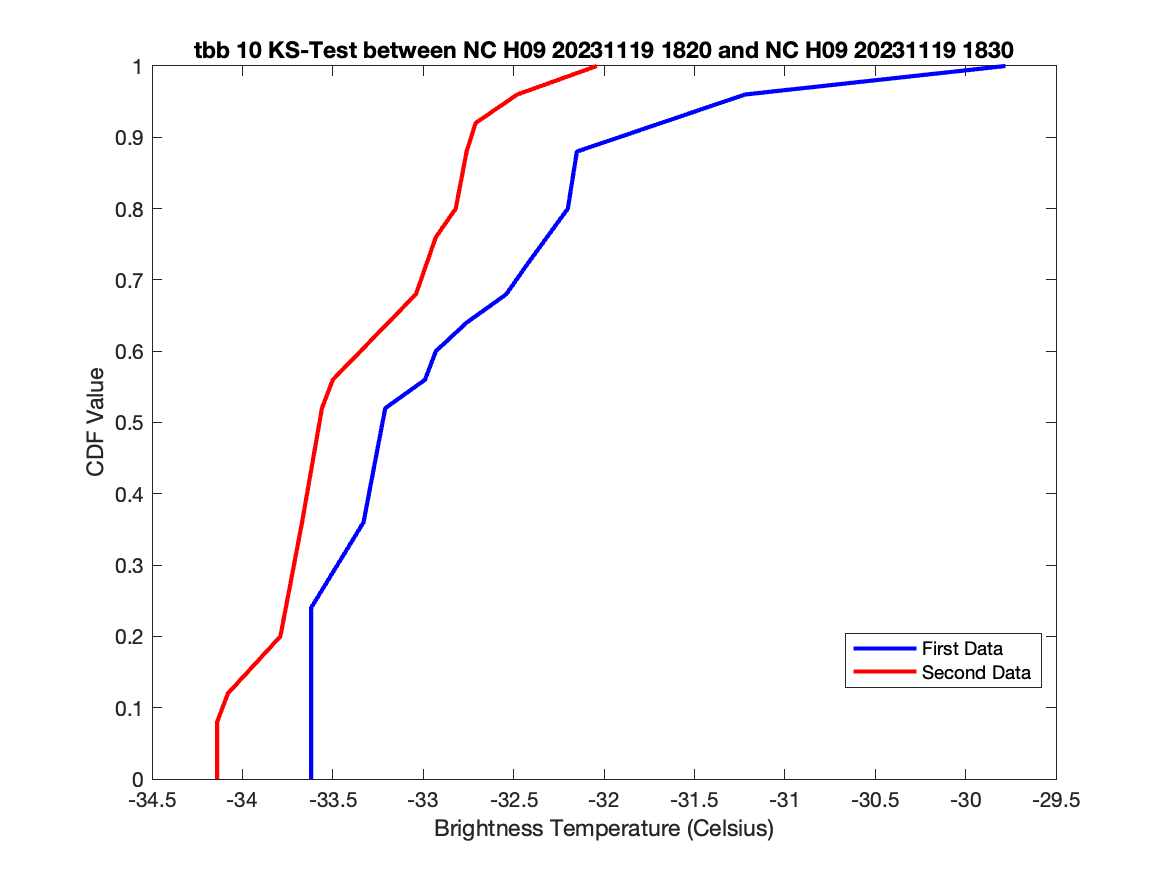 tbb 10 KS-Test between NC H09 20231119 1820 and NC H09 20231119 1830
1
0.9
0.8
0.7
0.6
0.5
0.4
0.3
0.2
0.1
0
CDF Value
First Data
Second Data
-34.5 -34 -33.5 -33 -32.5 -32 -31.5 -31 -30.5 -30 -29.5
Brightness Temperature (Celsius)